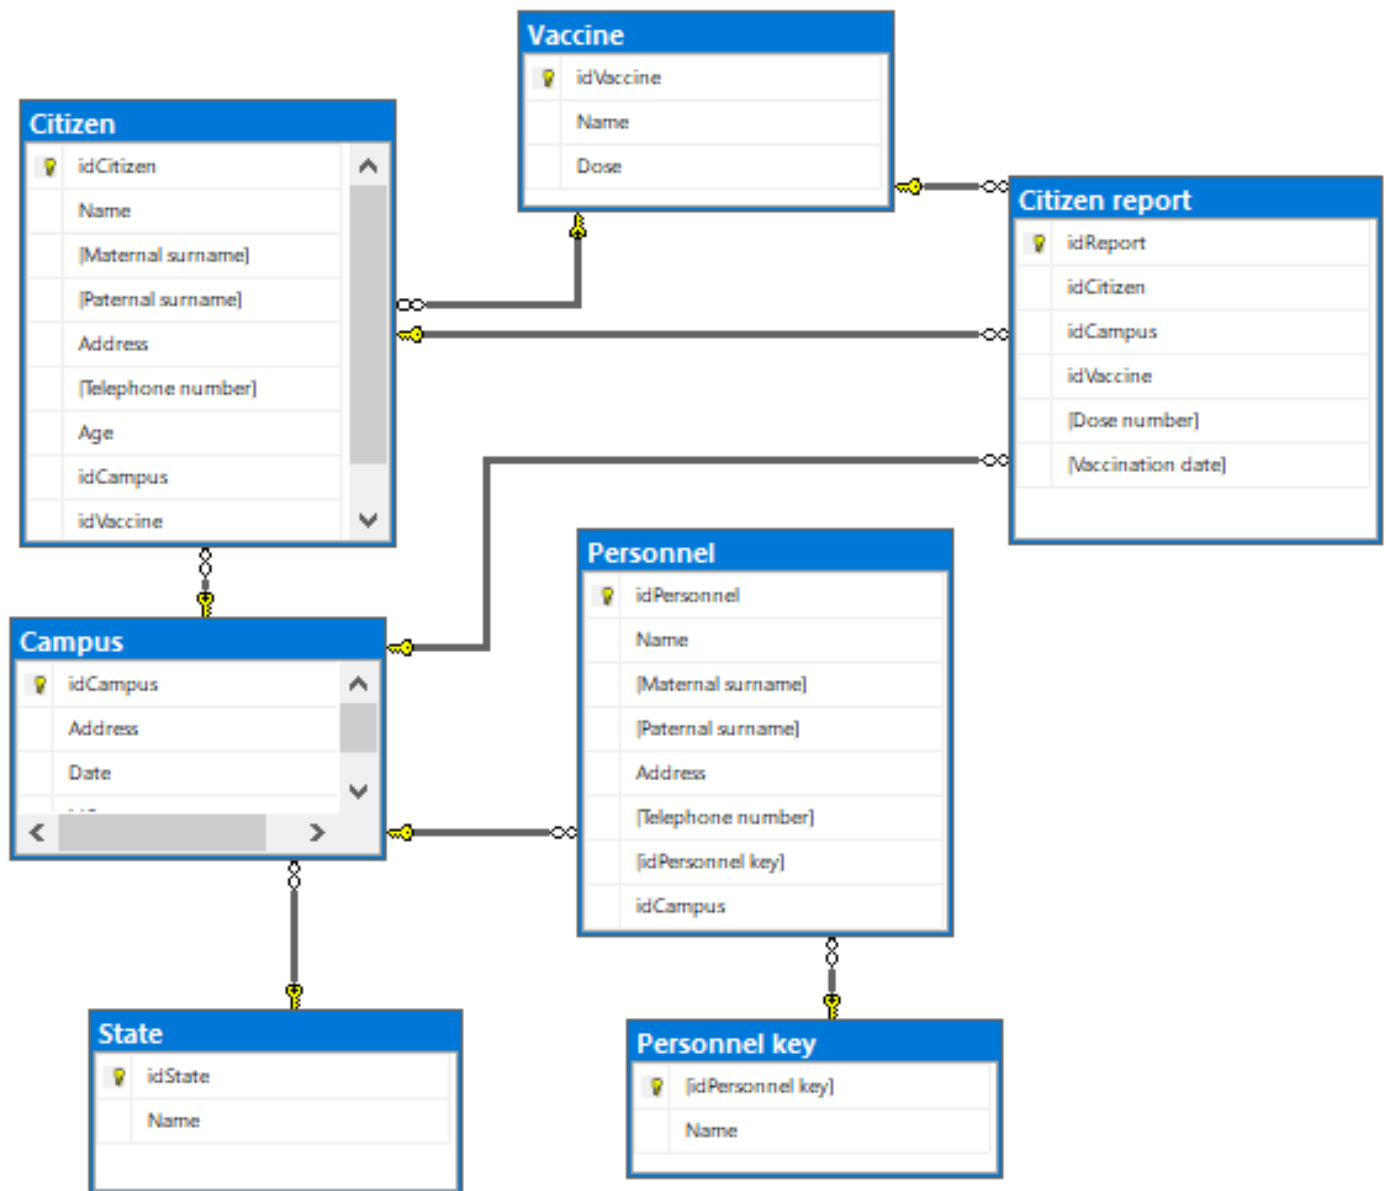 Vaccine
idVaccine
Name
Dose
Citizen
idCitizen
Name
[Maternal surname]
[Paternal surname]
Address
[Telephone number]
Age
idCampus
idVaccine
Citizen report
idReport
idCitizen
idCampus
idVaccine
[Dose number]
[Vaccination date]
Campus
idCampus
Address
Date
Personnel
idPersonnel
Name
[Maternal surname]
[Paternal surname]
Address
[Telephone number]
[idPersonnel key]
idCampus
State
idState
Name
Personnel key
[idPersonnel key]
Name